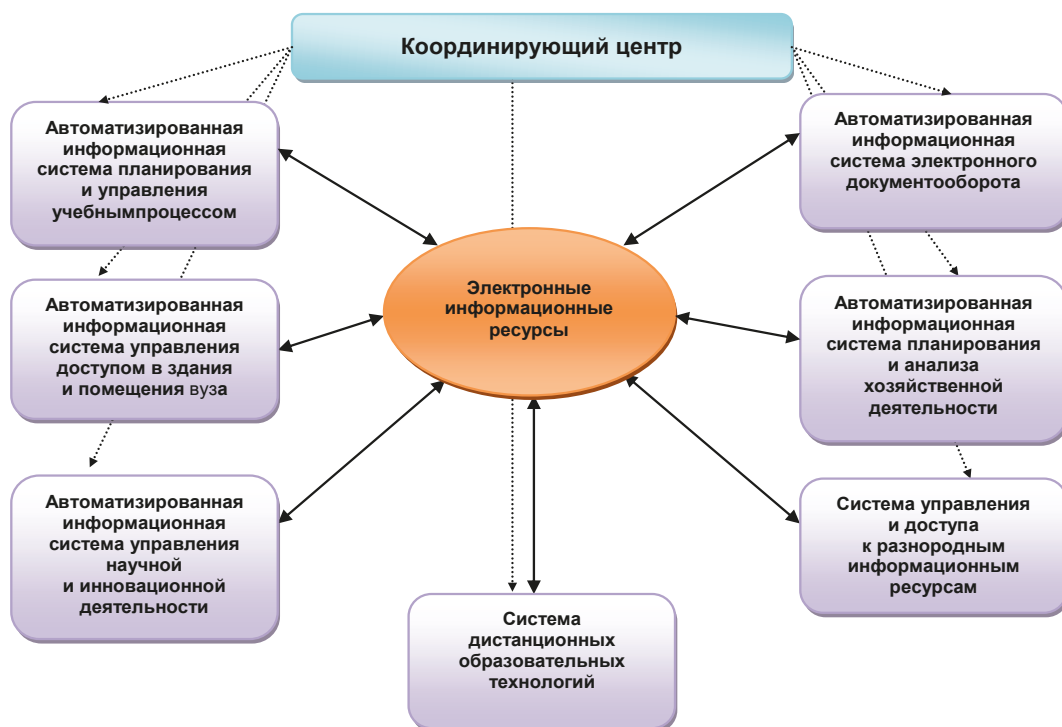 Координирующий центр
Автоматизированная
информационная
система планирования
и управления
учебнымпроцессом
Автоматизированная
информационная
система электронного
документооборота
Электронные
информационные
ресурсы
Автоматизированная
информационная
система управления
доступом в здания
и помещения вуза
Автоматизированная
информационная
система планирования
и анализа
хозяйственной
деятельности
Автоматизированная
информационная
система управления
научной
и инновационной
деятельности
Система управления
и доступа
к разнородным
информационным
ресурсам
Система
дистанционных
образовательных
технологий